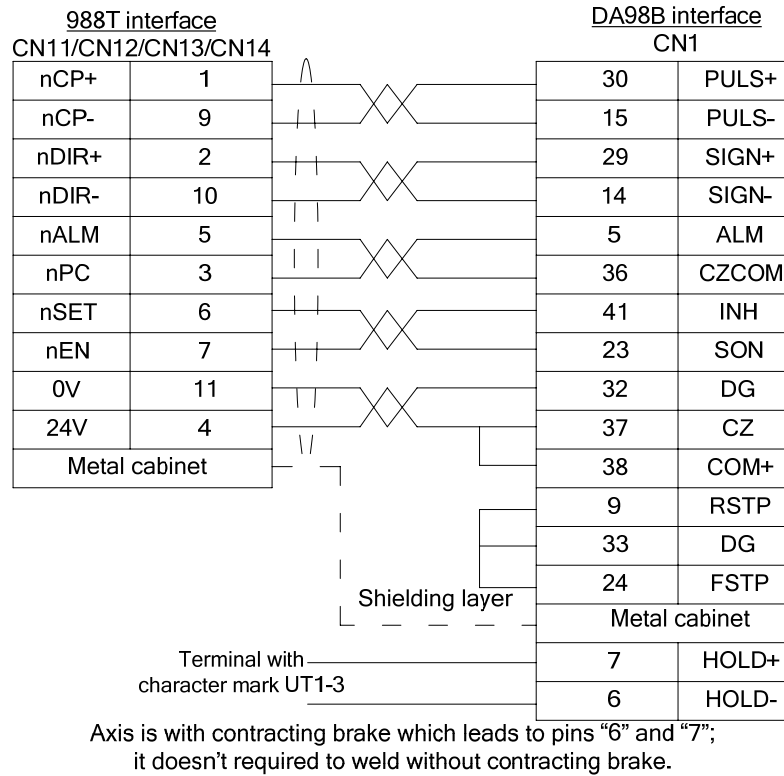 988T interface
CN11/CN12/CN13/CN14
DA98B interface
CN1
nCP+ 1 30 PULS+
nCP- 9 15 PULS-
nDIR+ 2 29 SIGN+
nDIR- 10 14 SIGN-
nALM 5 5 ALM
nPC 3 36 CZCOM
nSET 6 41 INH
nEN 7 23 SON
0V 11 32 DG
24V 4 37 CZ
Metal cabinet 38 COM+
9 RSTP
33 DG
24 FSTP
Shielding layer
Metal cabinet
Terminal with
character mark UT1-3
7 HOLD+
6 HOLD-
Axis is with contracting brake which leads to pins “6” and “7”;
it doesn’t required to weld without contracting brake.